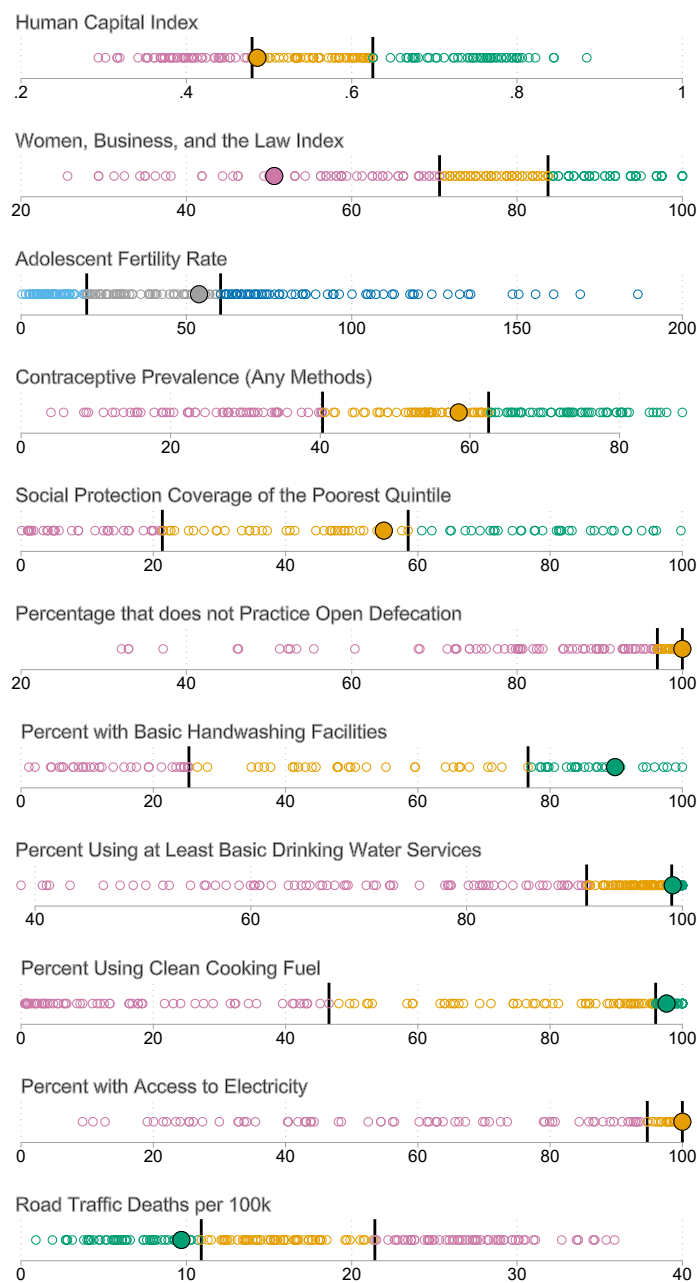 Human Capital Index
.2 .4 .6 .8 1
Women, Business, and the Law Index
20 40 60 80 100
Adolescent Fertility Rate
0 50 100 150 200
Contraceptive Prevalence (Any Methods)
0 20 40 60 80
Social Protection Coverage of the Poorest Quintile
0 20 40 60 80 100
Percentage that does not Practice Open Defecation
20 40 60 80 100
Percent with Basic Handwashing Facilities
0 20 40 60 80 100
Percent Using at Least Basic Drinking Water Services
40 60 80 100
Percent Using Clean Cooking Fuel
0 20 40 60 80 100
Percent with Access to Electricity
0 20 40 60 80 100
Road Traffic Deaths per 100k
0 10 20 30 40